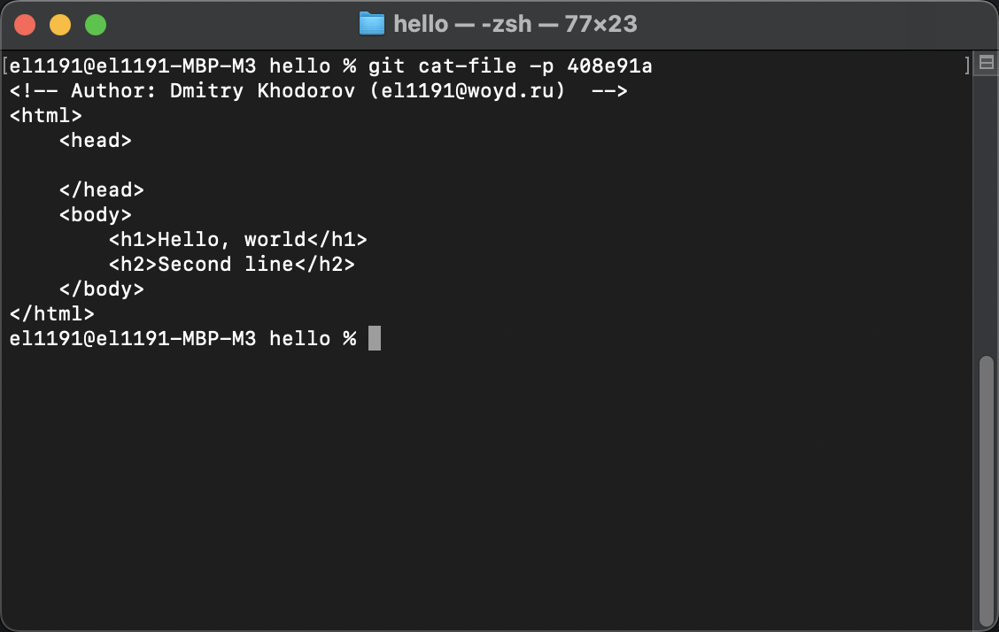 hello — -zsh — 77×23
[el1191@el1191-MBP-M3 hello % git cat-file -p 408e91a ]
<!-- Author: Dmitry Khodorov (el1191@woyd.ru)  -->
<html>
    <head>

    </head>
    <body>
        <h1>Hello, world</h1>
        <h2>Second line</h2>
    </body>
</html>
el1191@el1191-MBP-M3 hello %